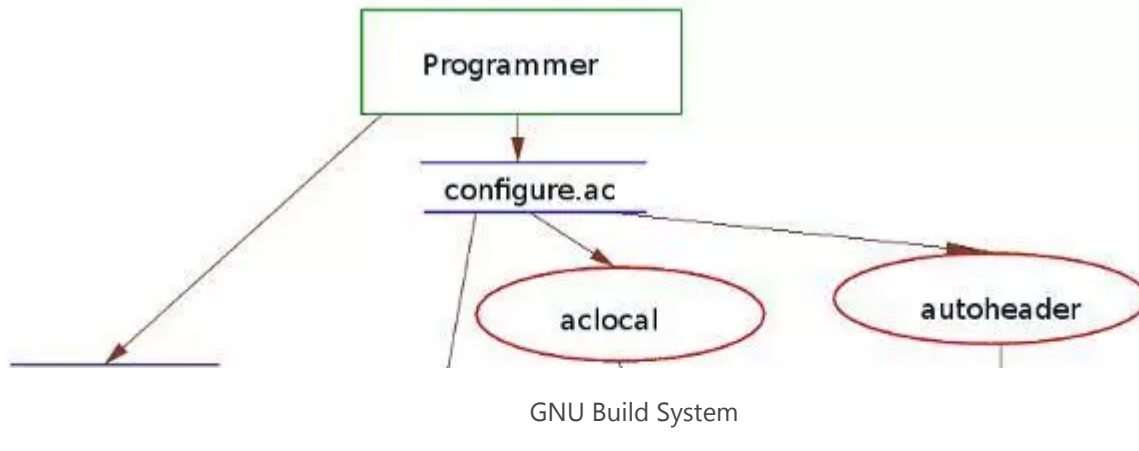 Programmer
configure.ac
aclocal
autoheader
GNU Build System